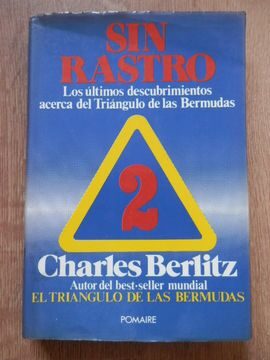 SIN
RASTRO
Los últimos descubrimientos
acerca del Triángulo de las Bermudas
2
Charles Berlitz
Autor del best-seller mundial
EL TRIANGULO DE LAS BERMUDAS
POMAIRE